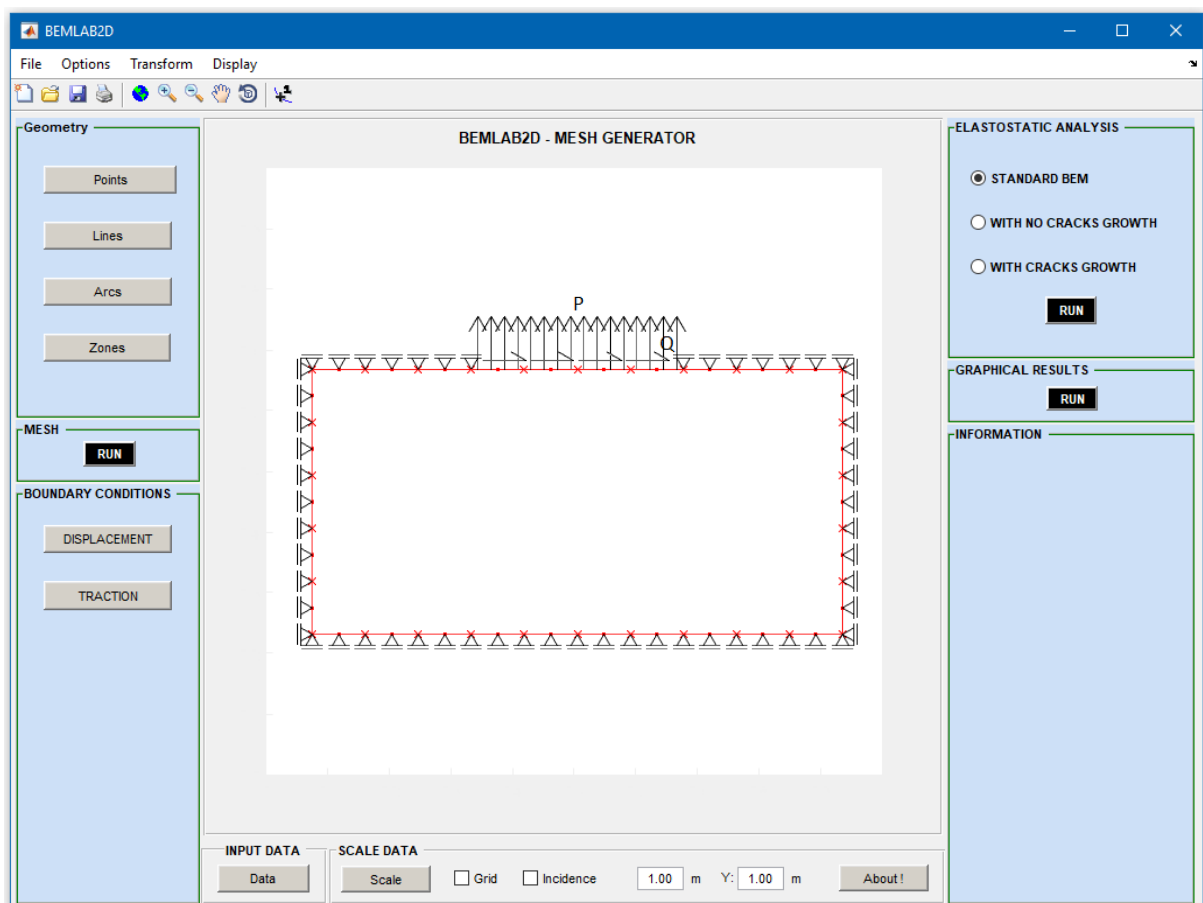 BEMLAB2D
File Options Transform Display
Geometry
Points
Lines
Arcs
Zones
MESH
RUN
BOUNDARY CONDITIONS
DISPLACEMENT
TRACTION
BEMLAB2D - MESH GENERATOR
P
Q
INPUT DATA
Data
SCALE DATA
Scale Grid Incidence 1.00 m Y: 1.00 m About !
ELASTOSTATIC ANALYSIS
STANDARD BEM
WITH NO CRACKS GROWTH
WITH CRACKS GROWTH
RUN
GRAPHICAL RESULTS
RUN
INFORMATION